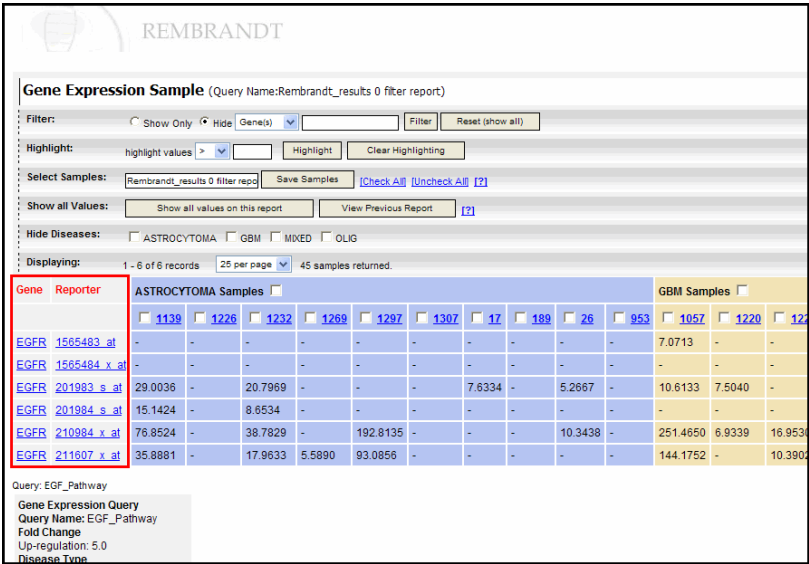 REMBRANDT
Gene Expression Sample (Query Name:Rembrandt_results 0 filter report)
Filter: Show Only Hide Gene(s) Filter Reset (show all)
Highlight: highlight values > Highlight Clear Highlighting
Select Samples: Rembrandt_results 0 filter repo Save Samples [Check All] [Uncheck All] [?]
Show all Values: Show all values on this report View Previous Report [?]
Hide Diseases: ASTROCYTOMA GBM MIXED OLIG
Displaying: 1 - 6 of 6 records 25 per page 45 samples returned.
Gene Reporter ASTROCYTOMA Samples GBM Samples
1139 1226 1232 1269 1297 1307 17 189 26 953 1057 1220 122
EGFR 1565483_at - - - - - - - - - - 7.0713 - -
EGFR 1565484_x_at - - - - - - - - - - - - -
EGFR 201983_s_at 29.0036 - 20.7969 - - - 7.6334 - 5.2667 - 10.6133 7.5040 -
EGFR 201984_s_at 15.1424 - 8.6534 - - - - - - - - - -
EGFR 210984_x_at 76.8524 - 38.7829 - 192.8135 - - - 10.3438 - 251.4650 6.9339 16.9530
EGFR 211607_x_at 35.8881 - 17.9633 5.5890 93.0856 - - - - - 144.1752 - 10.3902
Query: EGF_Pathway
Gene Expression Query
Query Name: EGF_Pathway
Fold Change
Up-regulation: 5.0
Disease Type